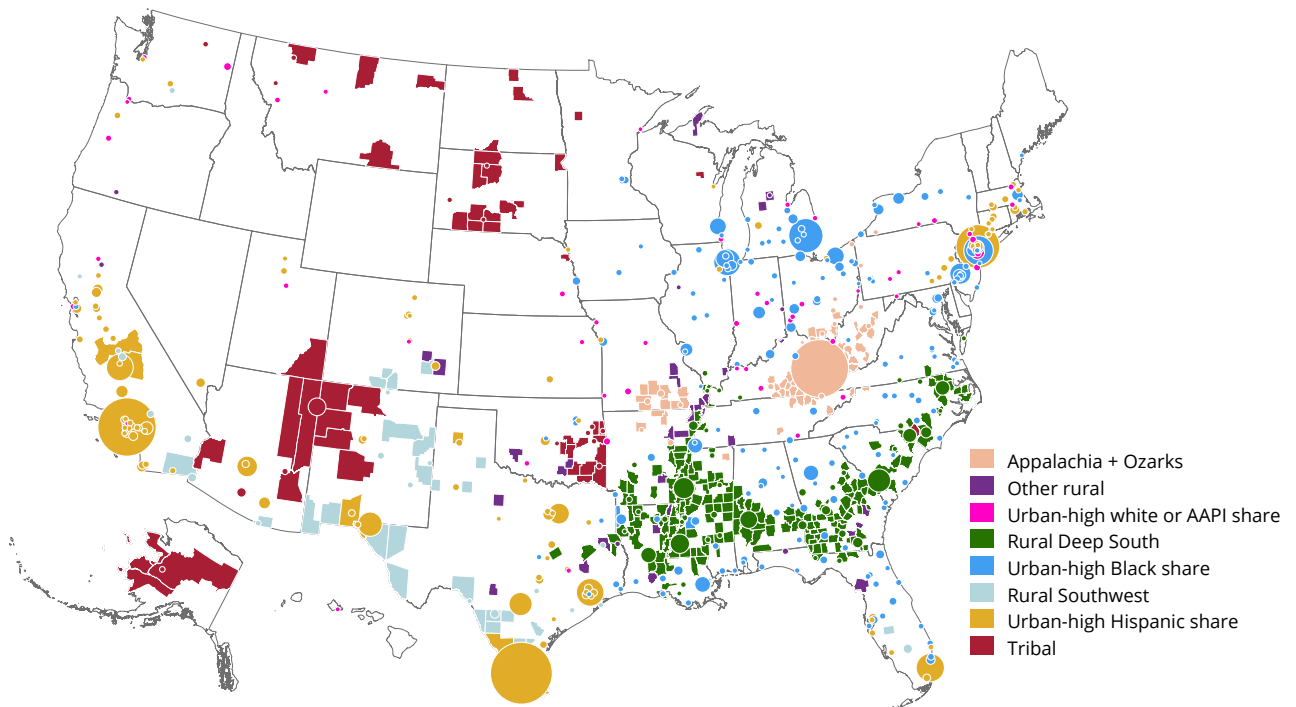 Appalachia + Ozarks
Other rural
Urban-high white or AAPI share
Rural Deep South
Urban-high Black share
Rural Southwest
Urban-high Hispanic share
Tribal